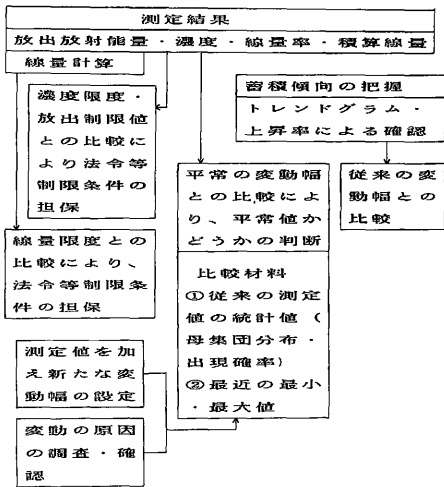 測定結果
放出放射能量・濃度・線量率・積算線量
線量計算
濃度限度・
放出制限値
との比較に
より法令等
制限条件の
担保
蓄積傾向の把握
トレンドグラム・
上昇率による確認
平常の変動幅
との比較によ
り、平常値か
どうかの判断
従来の変
動幅との
比較
線量限度との
比較により、
法令等制限条
件の担保
比較材料
①従来の測定
値の統計値(
母集団分布・
出現確率)
②最近の最小
・最大値
測定値を加
え新たな変
動幅の設定
変動の原因
の調査・確
認